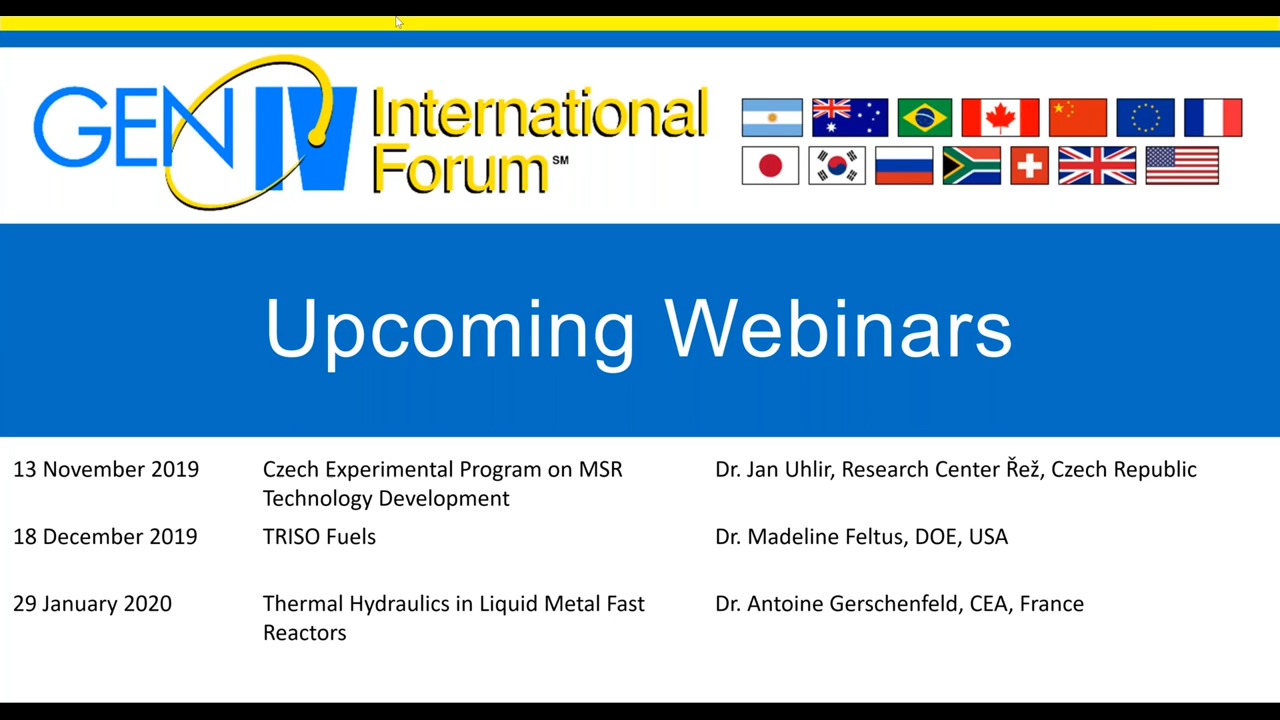 GEN IV International
Forum℠
Upcoming Webinars
13 November 2019 Czech Experimental Program on MSR Dr. Jan Uhlir, Research Center Řež, Czech Republic
Technology Development
18 December 2019 TRISO Fuels Dr. Madeline Feltus, DOE, USA
29 January 2020 Thermal Hydraulics in Liquid Metal Fast Dr. Antoine Gerschenfeld, CEA, France
Reactors